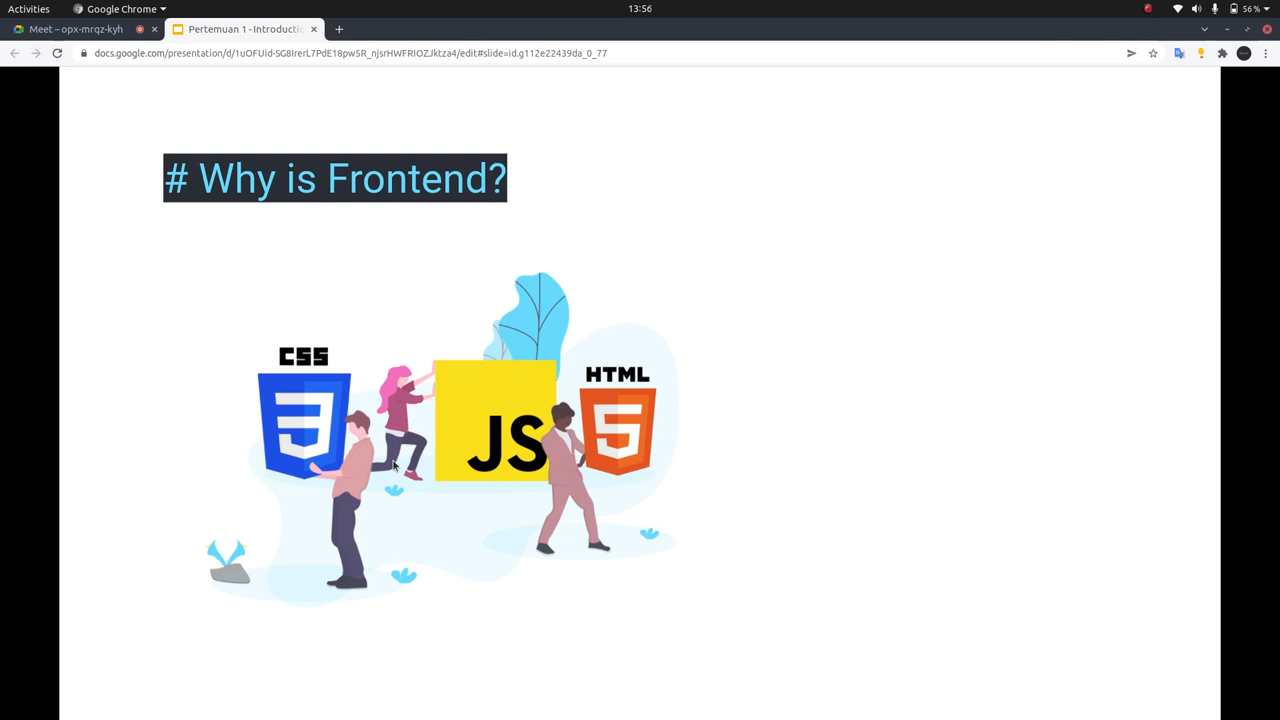 Activities
Google Chrome
13:56
56 %
Meet – opx-mrqz-kyh
Pertemuan 1 - Introductio
docs.google.com/presentation/d/1uOFUid-SG8IrerL7PdE18pw5R_njsrHWFRIOZJktza4/edit#slide=id.g112e22439da_0_77
# Why is Frontend?
CSS
HTML
JS